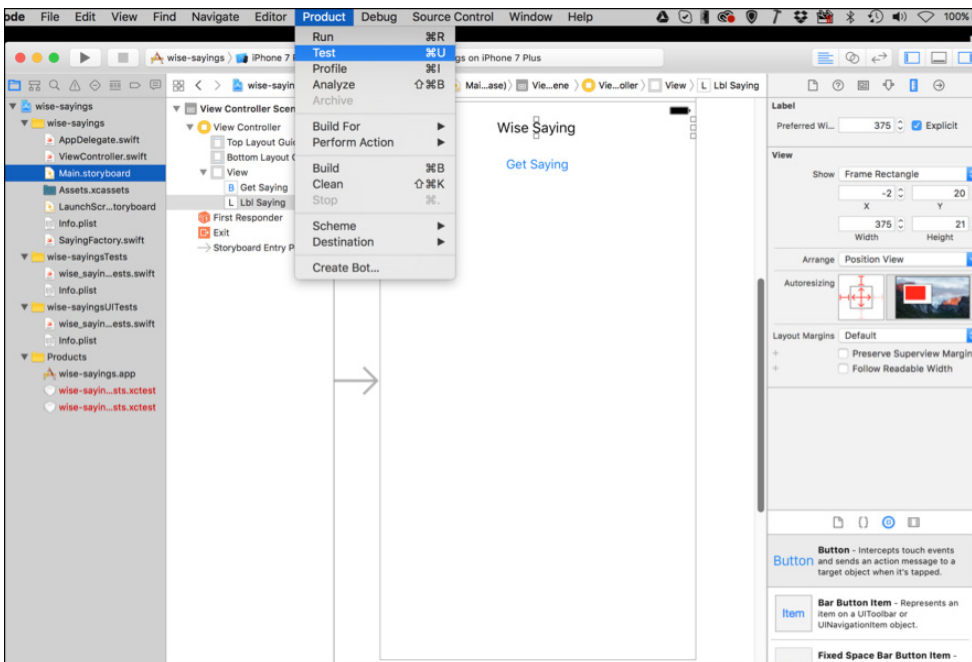 ode File Edit View Find Navigate Editor Product Debug Source Control Window Help 100%
wise-sayings iPhone 7 gs on iPhone 7 Plus
wise-sayin Mai...ase) Vie...ene Vie...oller View L Lbl Saying
Run ⌘R
Test ⌘U
Profile ⌘I
Analyze ⇧⌘B
Archive
Build For
Perform Action
Build ⌘B
Clean ⇧⌘K
Stop ⌘.
Scheme
Destination
Create Bot...
wise-sayings
wise-sayings
AppDelegate.swift
ViewController.swift
Main.storyboard
Assets.xcassets
LaunchScr...toryboard
Info.plist
SayingFactory.swift
wise-sayingsTests
wise_sayin...ests.swift
Info.plist
wise-sayingsUITests
wise_sayin...ests.swift
Info.plist
Products
wise-sayings.app
wise-sayin...sts.xctest
wise-sayin...sts.xctest
View Controller Scen
View Controller
Top Layout Guid
Bottom Layout G
View
B Get Saying
L Lbl Saying
First Responder
Exit
Storyboard Entry P
Wise Saying
Get Saying
Label
Preferred Wi... 375 Explicit
View
Show Frame Rectangle
-2 20
X Y
375 21
Width Height
Arrange Position View
Autoresizing
Layout Margins Default
Preserve Superview Margin
Follow Readable Width
Button
Button - Intercepts touch events
and sends an action message to a
target object when it's tapped.
Item
Bar Button Item - Represents an
item on a UIToolbar or
UINavigationItem object.
Fixed Space Bar Button Item -